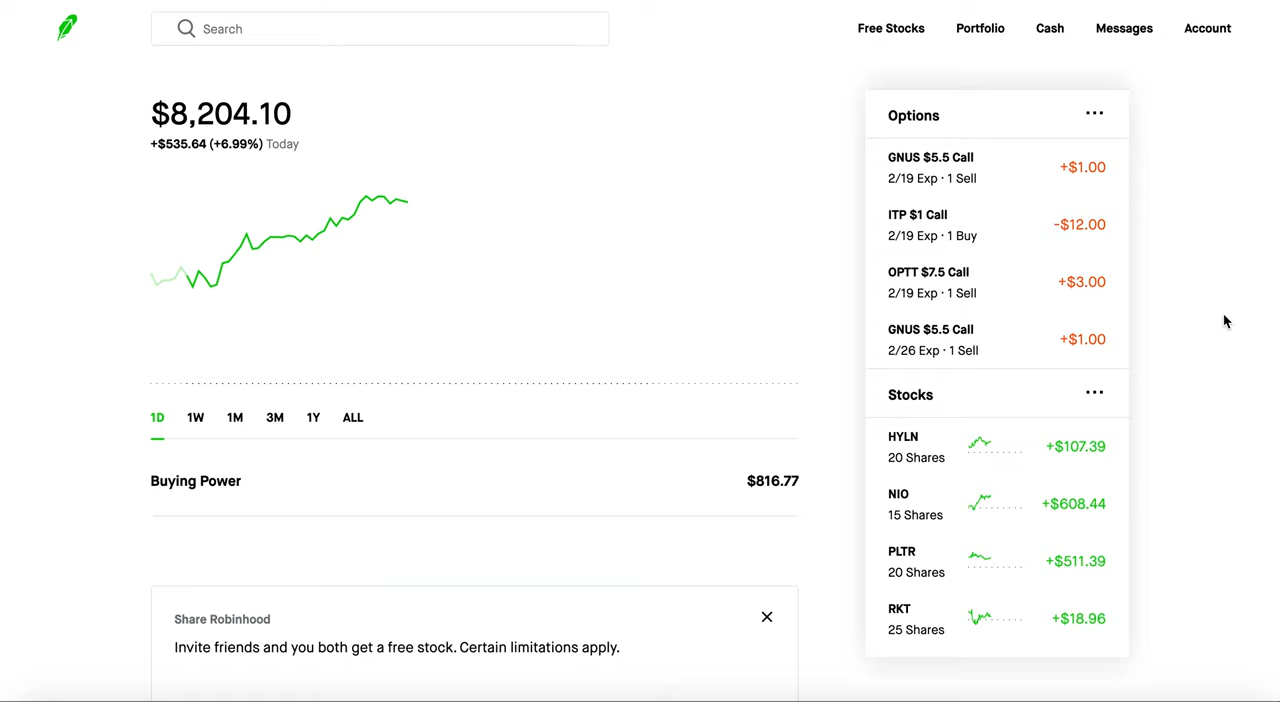 Search
Free Stocks
Portfolio
Cash
Messages
Account
$8,204.10
+$535.64 (+6.99%) Today
1D
1W
1M
3M
1Y
ALL
Buying Power
$816.77
Share Robinhood
Invite friends and you both get a free stock. Certain limitations apply.
Options
GNUS $5.5 Call
2/19 Exp · 1 Sell
+$1.00
ITP $1 Call
2/19 Exp · 1 Buy
-$12.00
OPTT $7.5 Call
2/19 Exp · 1 Sell
+$3.00
GNUS $5.5 Call
2/26 Exp · 1 Sell
+$1.00
Stocks
HYLN
20 Shares
+$107.39
NIO
15 Shares
+$608.44
PLTR
20 Shares
+$511.39
RKT
25 Shares
+$18.96